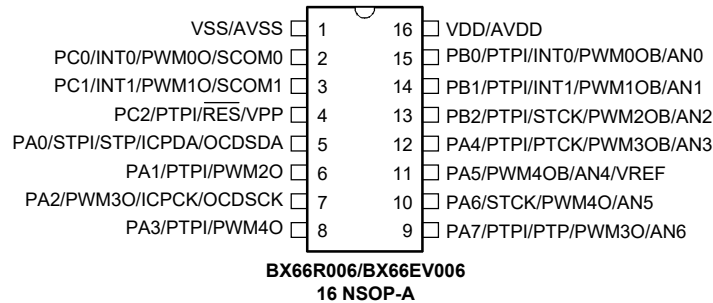 VSS/AVSS 1 16 VDD/AVDD
PC0/INT0/PWM0O/SCOM0 2 15 PB0/PTPI/INT0/PWM0OB/AN0
PC1/INT1/PWM1O/SCOM1 3 14 PB1/PTPI/INT1/PWM1OB/AN1
PC2/PTPI/RES/VPP 4 13 PB2/PTPI/STCK/PWM2OB/AN2
PA0/STPI/STP/ICPDA/OCDSDA 5 12 PA4/PTPI/PTCK/PWM3OB/AN3
PA1/PTPI/PWM2O 6 11 PA5/PWM4OB/AN4/VREF
PA2/PWM3O/ICPCK/OCDSCK 7 10 PA6/STCK/PWM4O/AN5
PA3/PTPI/PWM4O 8 9 PA7/PTPI/PTP/PWM3O/AN6
BX66R006/BX66EV006
16 NSOP-A